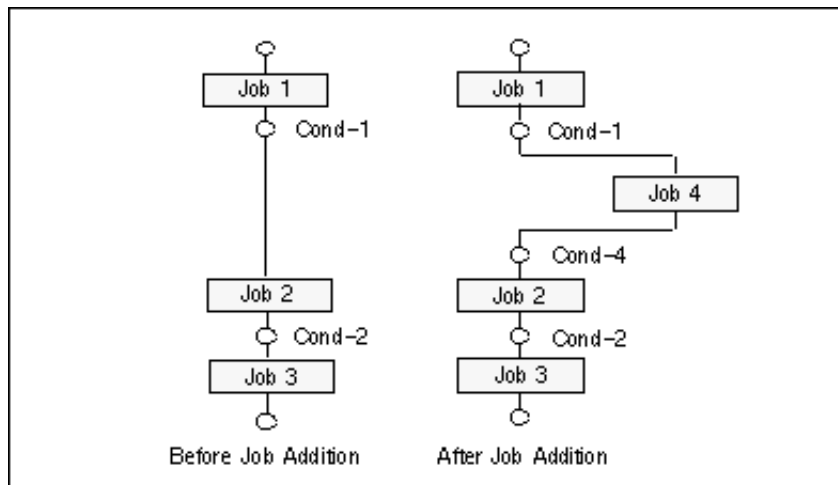 Job 1
Cond-1
Job 2
Cond-2
Job 3
Before Job Addition
Job 1
Cond-1
Job 4
Cond-4
Job 2
Cond-2
Job 3
After Job Addition